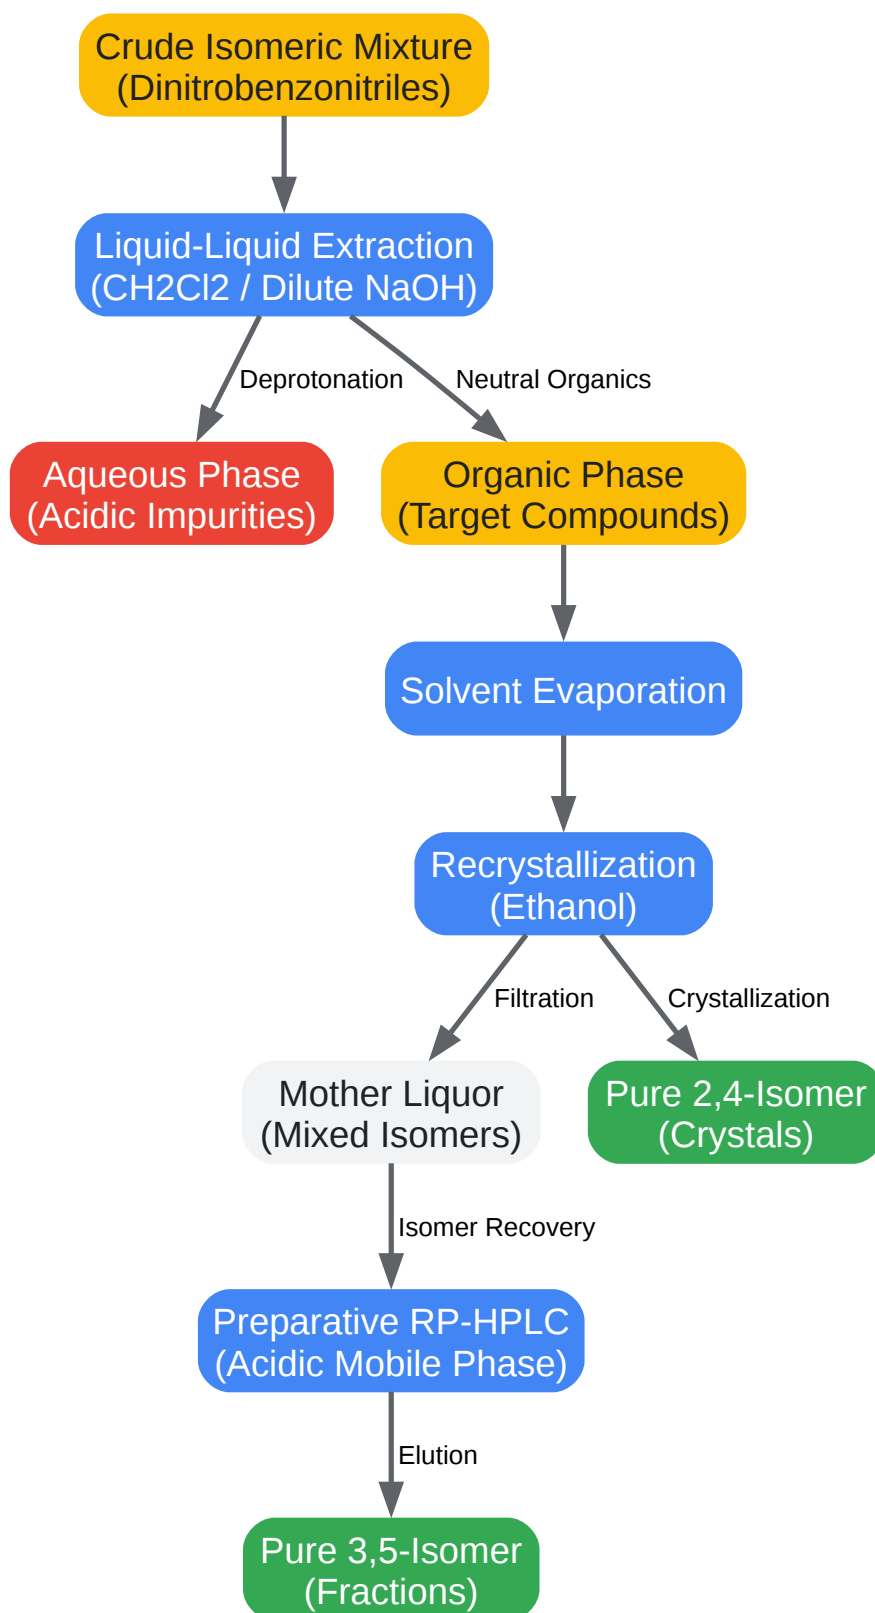 Crude Isomeric Mixture
(Dinitrobenzonitriles)
Liquid-Liquid Extraction
(CH2Cl2 / Dilute NaOH)
Deprotonation
Neutral Organics
Aqueous Phase
(Acidic Impurities)
Organic Phase
(Target Compounds)
Solvent Evaporation
Recrystallization
(Ethanol)
Filtration
Crystallization
Mother Liquor
(Mixed Isomers)
Pure 2,4-Isomer
(Crystals)
Isomer Recovery
Preparative RP-HPLC
(Acidic Mobile Phase)
Elution
Pure 3,5-Isomer
(Fractions)